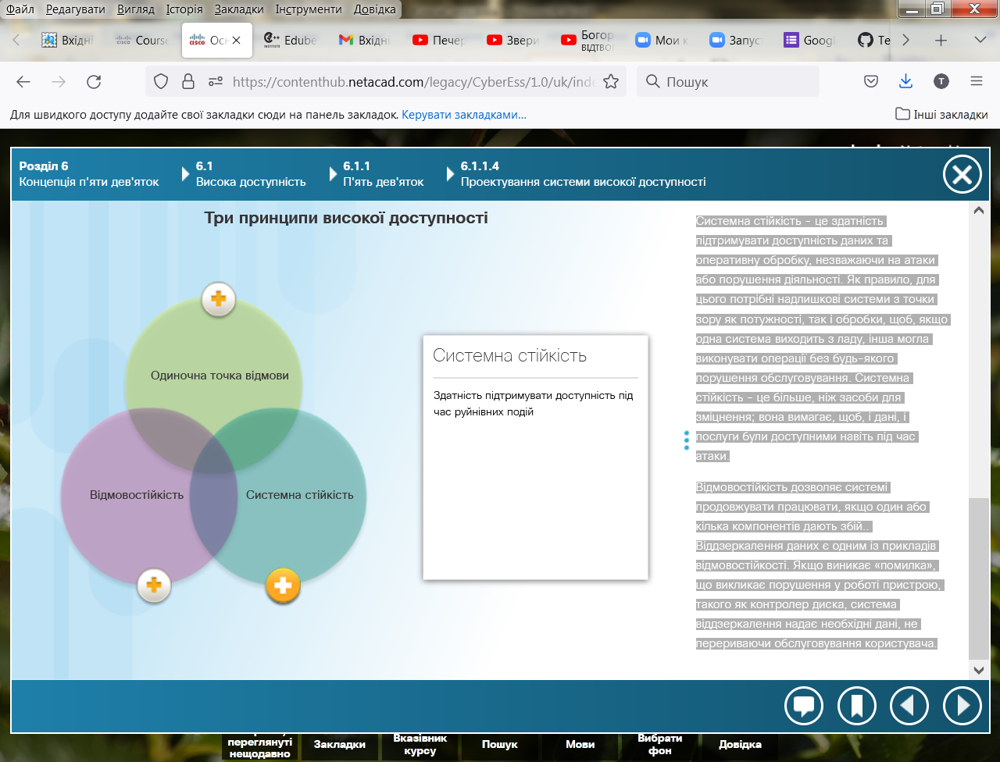 Файл Редагувати Вигляд Історія Закладки Інструменти Довідка
Вхідні Course Осн Edube Вхідні Печер Звери Богор Мои к Запус Googl Те
Пошук
https://contenthub.netacad.com/legacy/CyberEss/1.0/uk/inde
Для швидкого доступу додайте свої закладки сюди на панель закладок. Керувати закладками...
Інші закладки
Розділ 6
Концепція п'яти дев'яток
6.1
Висока доступність
6.1.1
П'ять дев'яток
6.1.1.4
Проектування системи високої доступності
Три принципи високої доступності
Одиночна точка відмови
Відмовостійкість
Системна стійкість
Системна стійкість
Здатність підтримувати доступність під
час руйнівних подій
Системна стійкість - це здатність
підтримувати доступність даних та
оперативну обробку, незважаючи на атаки
або порушення діяльності. Як правило, для
цього потрібні надлишкові системи з точки
зору як потужності, так і обробки, щоб, якщо
одна система виходить з ладу, інша могла
виконувати операції без будь-якого
порушення обслуговування. Системна
стійкість - це більше, ніж засоби для
зміцнення; вона вимагає, щоб, і дані, і
послуги були доступними навіть під час
атаки.
Відмовостійкість дозволяє системі
продовжувати працювати, якщо один або
кілька компонентів дають збій..
Віддзеркалення даних є одним із прикладів
відмовостійкості. Якщо виникає «помилка»,
що викликає порушення у роботі пристрою,
такого як контролер диска, система
віддзеркалення надає необхідні дані, не
перериваючи обслуговування користувача.
переглянуті
нещодавно
Закладки
Вказівник
курсу
Пошук
Мови
Вибрати
фон
Довідка